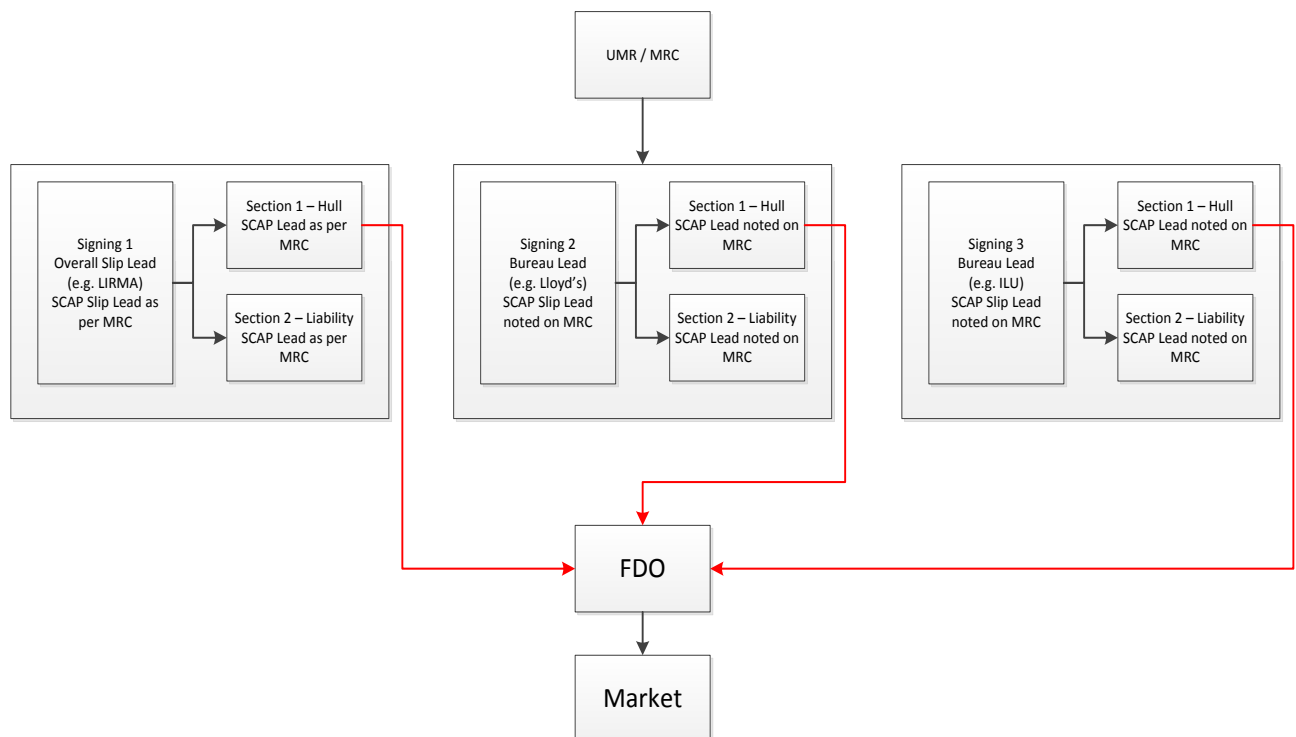 UMR / MRC
Signing 1
Overall Slip Lead
(e.g. LIRMA)
SCAP Slip Lead as
per MRC
Section 1 – Hull
SCAP Lead as per
MRC
Section 2 – Liability
SCAP Lead as per
MRC
Signing 2
Bureau Lead
(e.g. Lloyd’s)
SCAP Slip Lead
noted on MRC
Section 1 – Hull
SCAP Lead noted on
MRC
Section 2 – Liability
SCAP Lead noted on
MRC
Signing 3
Bureau Lead
(e.g. ILU)
SCAP Slip Lead
noted on MRC
Section 1 – Hull
SCAP Lead noted on
MRC
Section 2 – Liability
SCAP Lead noted on
MRC
FDO
Market